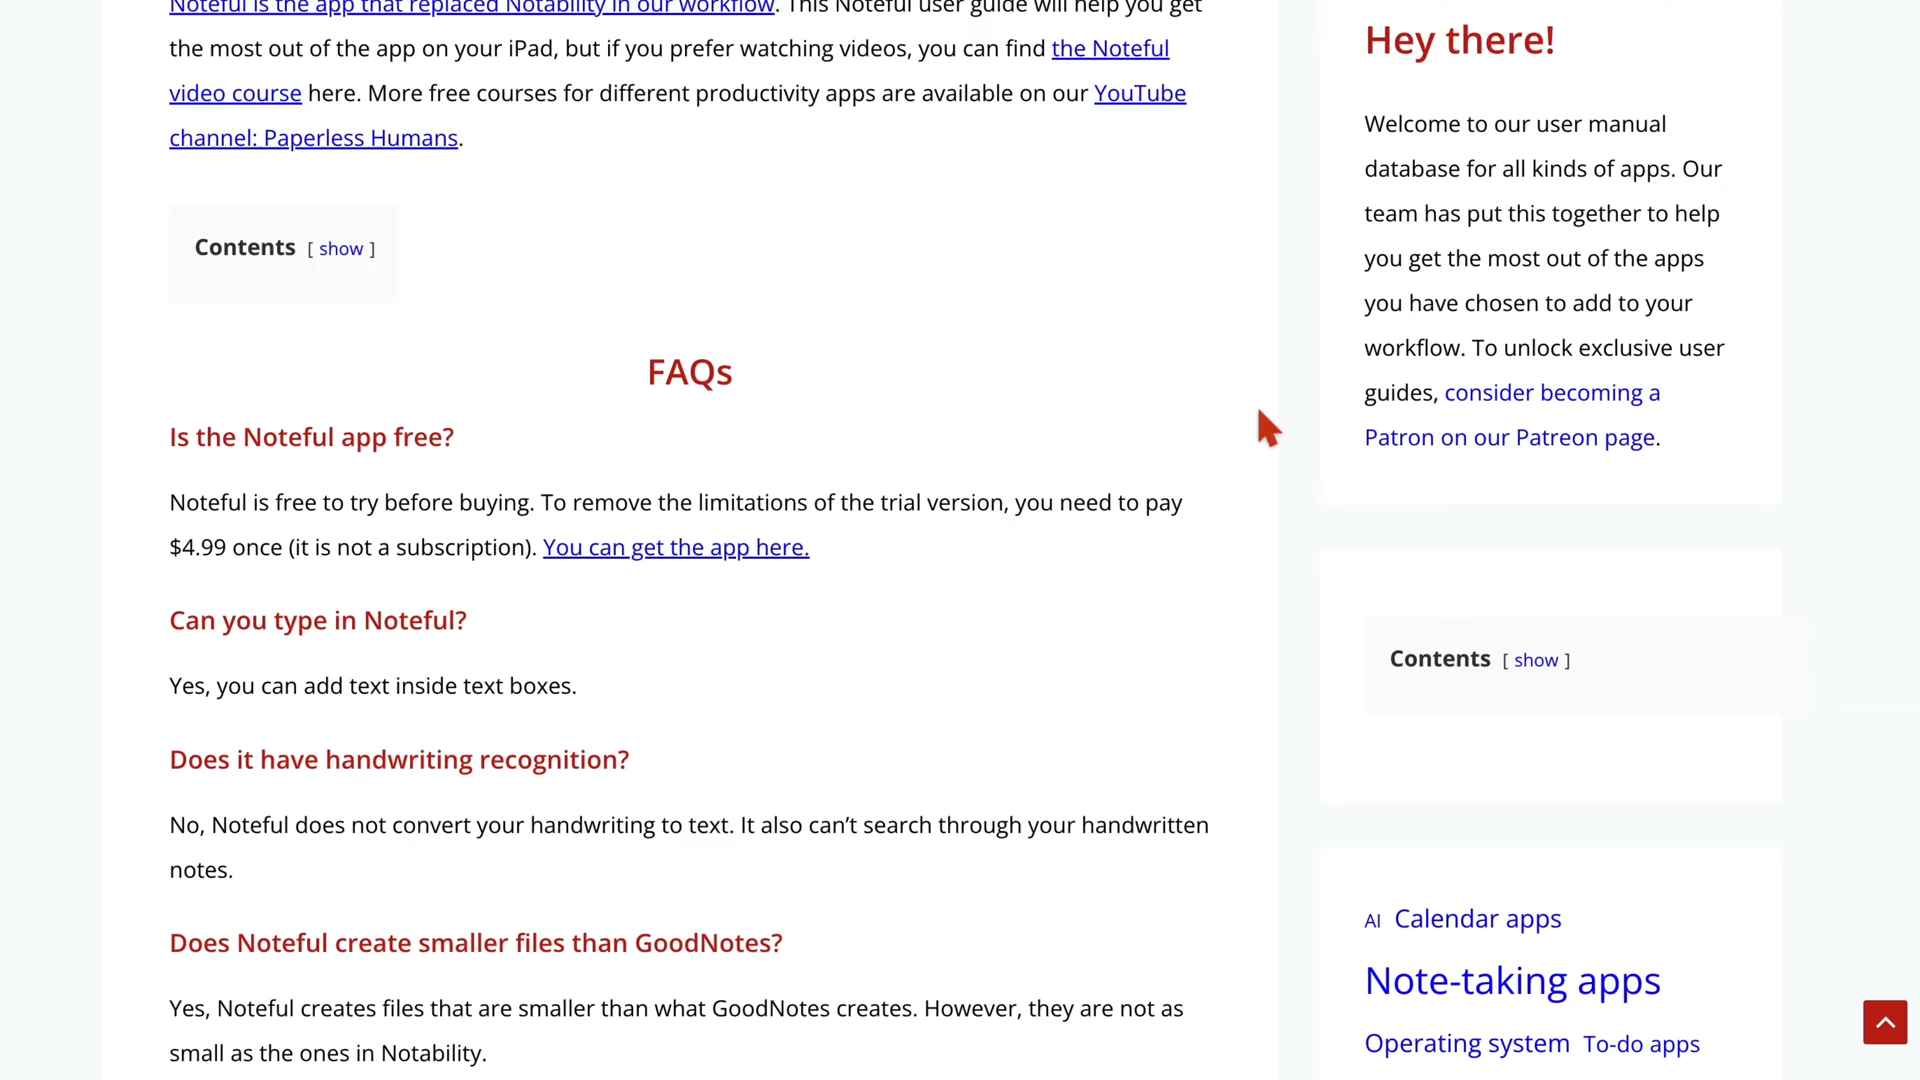 Noteful is the app that replaced Notability in our workflow. This Noteful user guide will help you get
the most out of the app on your iPad, but if you prefer watching videos, you can find the Noteful
video course here. More free courses for different productivity apps are available on our YouTube
channel: Paperless Humans.
Contents [ show ]
FAQs
Is the Noteful app free?
Noteful is free to try before buying. To remove the limitations of the trial version, you need to pay
$4.99 once (it is not a subscription). You can get the app here.
Can you type in Noteful?
Yes, you can add text inside text boxes.
Does it have handwriting recognition?
No, Noteful does not convert your handwriting to text. It also can’t search through your handwritten
notes.
Does Noteful create smaller files than GoodNotes?
Yes, Noteful creates files that are smaller than what GoodNotes creates. However, they are not as
small as the ones in Notability.
Hey there!
Welcome to our user manual
database for all kinds of apps. Our
team has put this together to help
you get the most out of the apps
you have chosen to add to your
workflow. To unlock exclusive user
guides, consider becoming a
Patron on our Patreon page.
Contents [ show ]
AI Calendar apps
Note-taking apps
Operating system To-do apps